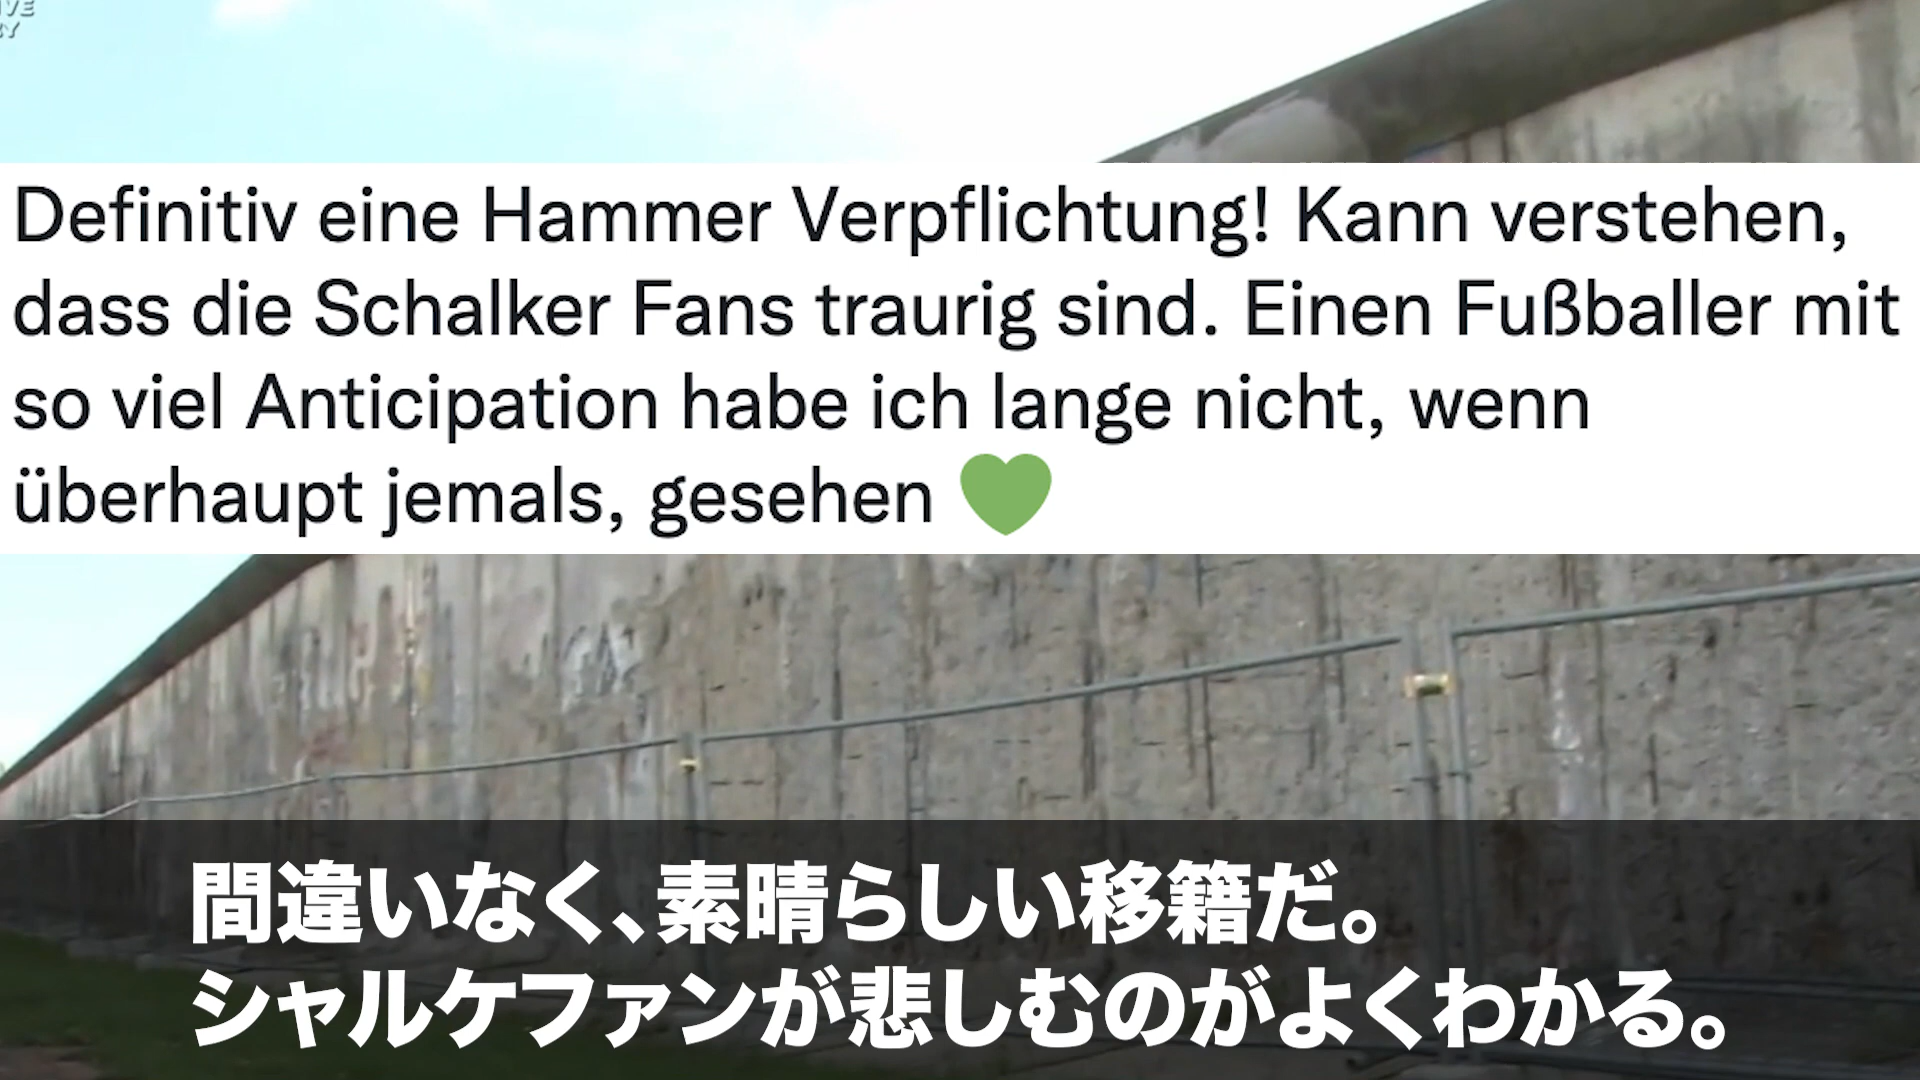 Definitiv eine Hammer Verpflichtung! Kann verstehen,
dass die Schalker Fans traurig sind. Einen Fußballer mit
so viel Anticipation habe ich lange nicht, wenn
überhaupt jemals, gesehen 💚
間違いなく、素晴らしい移籍だ。
シャルケファンが悲しむのがよくわかる。